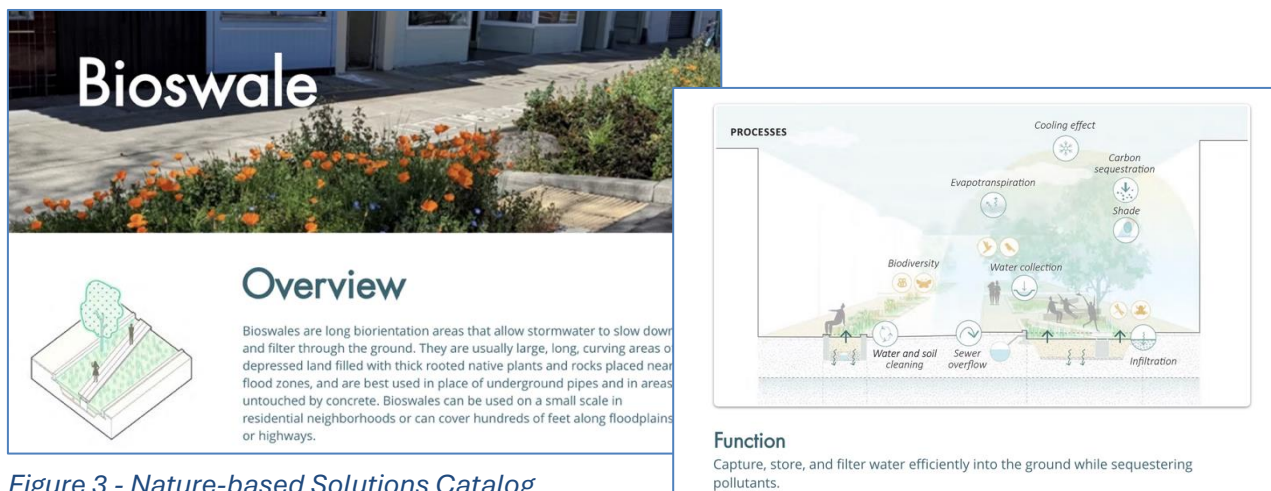 Bioswale
Overview
Bioswales are long biorientation areas that allow stormwater to slow down
and filter through the ground. They are usually large, long, curving areas
depressed land filled with thick rooted native plants and rocks placed near
flood zones, and are best used in place of underground pipes and in areas
untouched by concrete. Bioswales can be used on a small scale in
residential neighborhoods or can cover hundreds of feet along floodplains
or highways.
Figure 3 - Nature-based Solutions Catalog
PROCESSES
Cooling effect
Carbon
sequestration
Evapotranspiration
Shade
Biodiversity
Water collection
Water and soil
cleaning
Sewer
overflow
Infiltration
Function
Capture, store, and filter water efficiently into the ground while sequestering
pollutants.